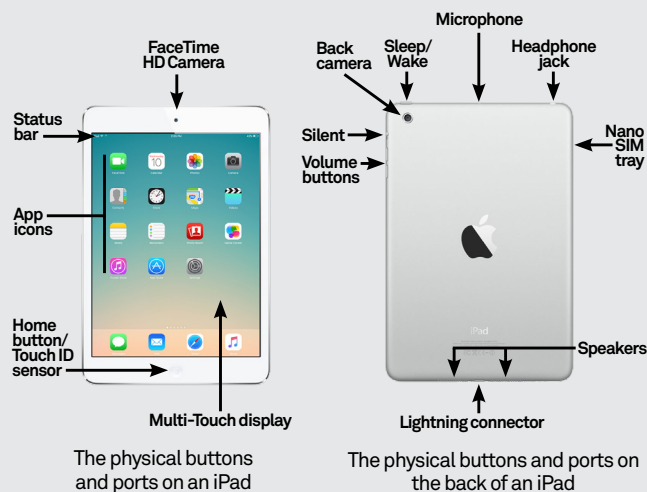 FaceTime
HD Camera
Status
bar
App
icons
Home
button/
Touch ID
sensor
Multi-Touch display
The physical buttons
and ports on an iPad
Microphone
Back
camera
Sleep/
Wake
Headphone
jack
Silent
Volume
buttons
Nano
SIM
tray
iPad
Speakers
Lightning connector
The physical buttons and ports on
the back of an iPad